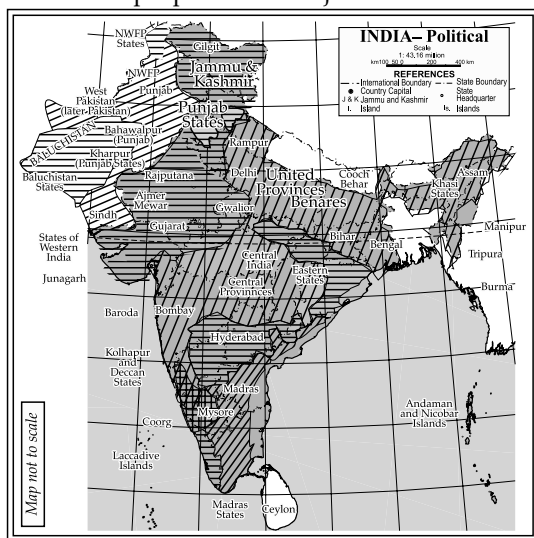 INDIA– Political
Scale
1: 43,16 million
km100 50 0 200 400 km
REFERENCES
International Boundary
State Boundary
Country Capital
State
Headquarter
J & K Jammu and Kashmir
I. Island
Is. Islands
NWFP
States
Gilgit
Jammu &
Kashmir
NWFP
Punjab
West
Pakistan
(later Pakistan)
Punjab
States
BALUCHISTAN
Bahawalpur
(Punjab)
Rampur
Kharpur
(Punjab States)
Baluchistan
States
Rajputana
Delhi
United
Provinces
Benares
Cooch
Behar
Assam
Khasi
States
Ajmer
Mewar
Gwalior
Sindh
Gujarat
Bihar
Bengal
Manipur
States of
Western
India
Tripura
Central
India
Eastern
States
Junagarh
Central
Provinnces
Burma
Baroda
Bombay
Hyderabad
Kolhapur
and
Deccan
States
Madras
Mysore
Andaman
and Nicobar
Islands
Coorg
Laccadive
Islands
Madras
States
Ceylon
Map not to scale